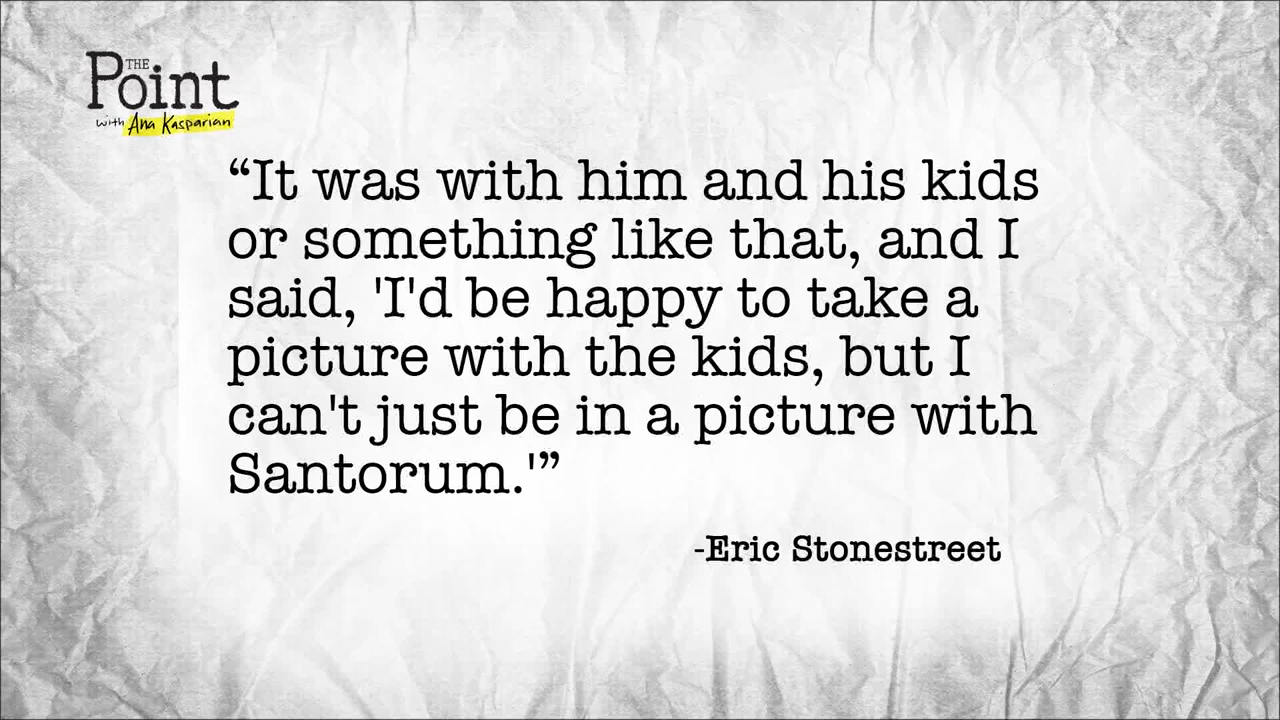 THE
Point
with Ana Kasparian
“It was with him and his kids
or something like that, and I
said, 'I'd be happy to take a
picture with the kids, but I
can't just be in a picture with
Santorum.'”
-Eric Stonestreet